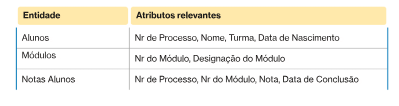 Entidade Atributos relevantes
Alunos Nr de Processo, Nome, Turma, Data de Nascimento
Módulos Nr do Módulo, Designação do Módulo
Notas Alunos Nr de Processo, Nr do Módulo, Nota, Data de Conclusão